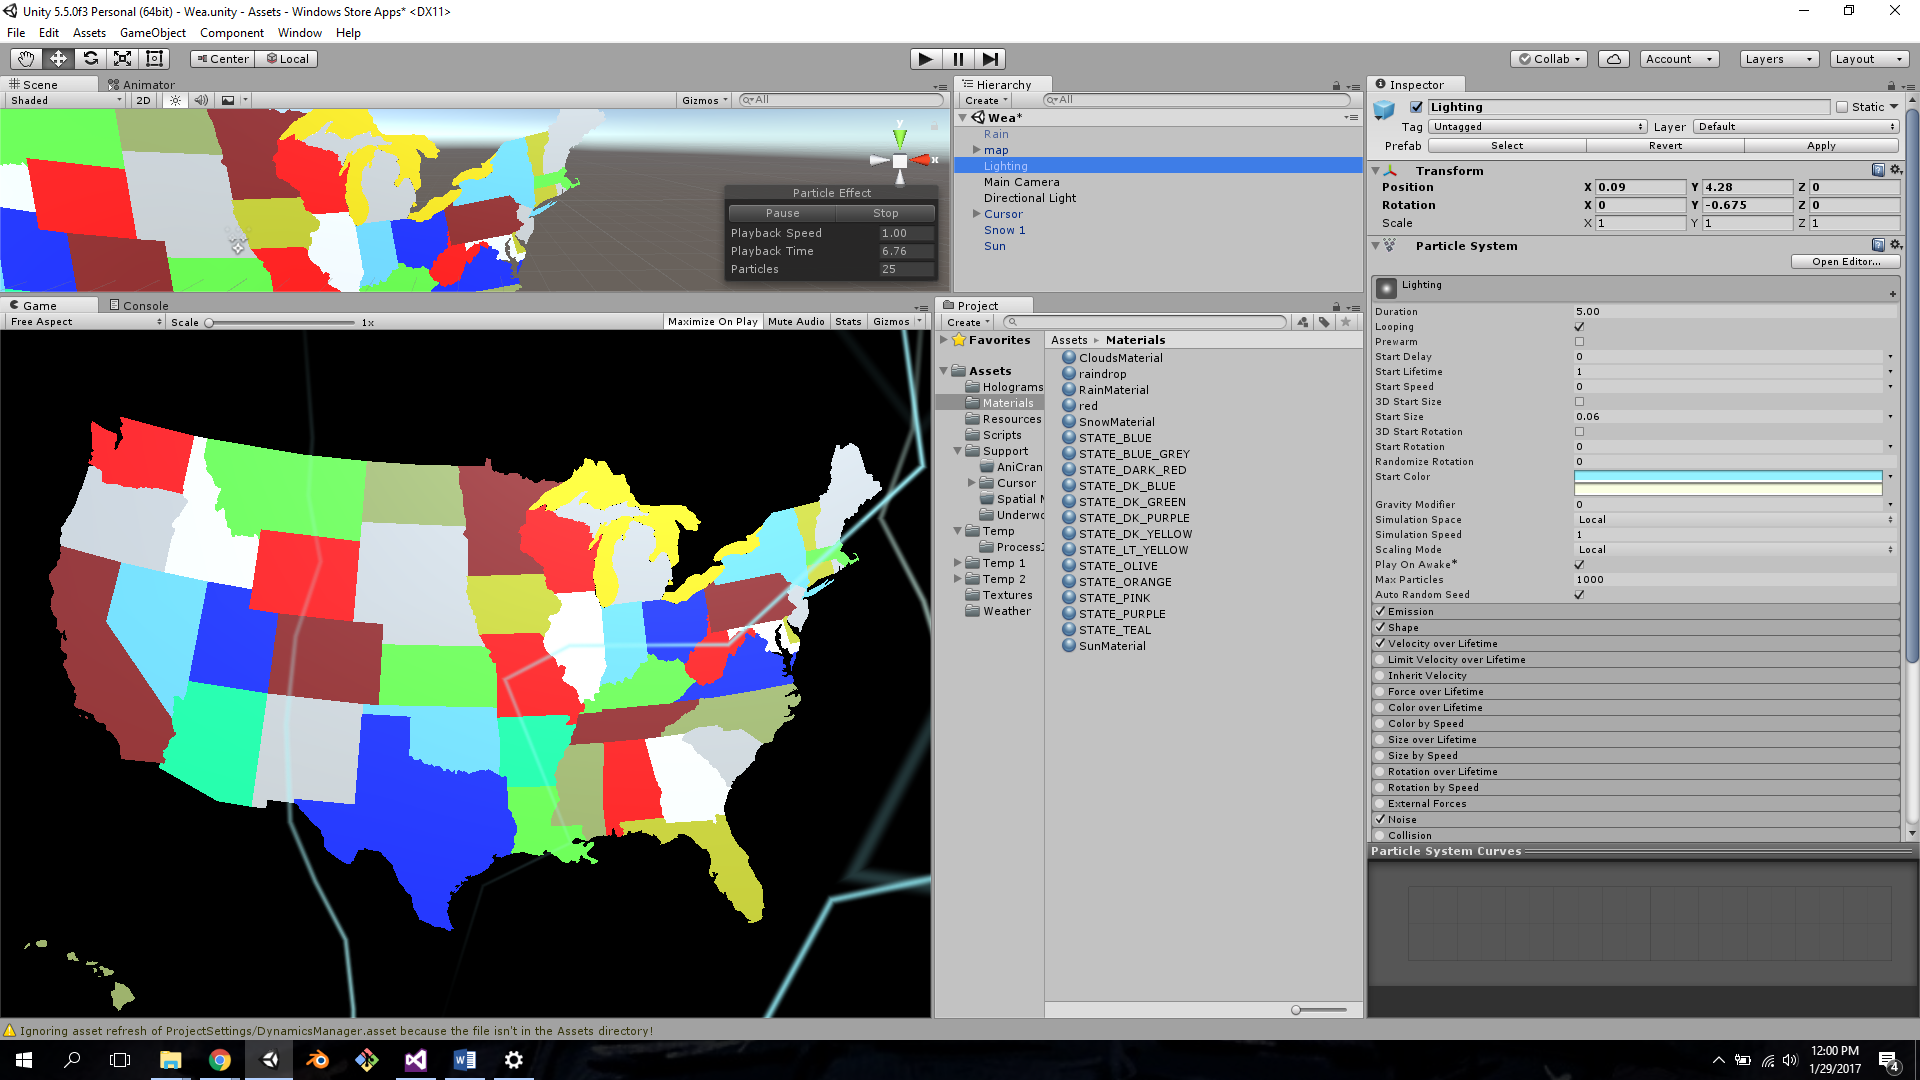 Unity 5.5.0f3 Personal (64bit) - Wea.unity - Assets - Windows Store Apps* <DX11>
File Edit Assets GameObject Component Window Help
Center Local
Collab Account Layers Layout
Scene Animator
Shaded 2D Gizmos All
Particle Effect
Pause Stop
Playback Speed 1.00
Playback Time 6.76
Particles 25
Y
x
Hierarchy
Create All
Wea*
Rain
map
Lighting
Main Camera
Directional Light
Cursor
Snow 1
Sun
Game Console
Free Aspect Scale 1x Maximize On Play Mute Audio Stats Gizmos
Project
Create
Favorites
Assets
Holograms
Materials
Resources
Scripts
Support
AniCran
Cursor
Spatial M
Underwo
Temp
Temp 1
Temp 2
Textures
Weather
Assets Materials
CloudsMaterial
raindrop
RainMaterial
red
SnowMaterial
STATE_BLUE
STATE_BLUE_GREY
STATE_DARK_RED
STATE_DK_BLUE
STATE_DK_GREEN
STATE_DK_PURPLE
STATE_DK_YELLOW
STATE_LT_YELLOW
STATE_OLIVE
STATE_ORANGE
STATE_PINK
STATE_PURPLE
STATE_TEAL
SunMaterial
Inspector
Lighting Static
Tag Untagged Layer Default
Prefab Select Revert Apply
Transform
Position X 0.09 Y 4.28 Z 0
Rotation X 0 Y -0.675 Z 0
Scale X 1 Y 1 Z 1
Particle System
Open Editor...
Lighting
Duration 5.00
Looping
Prewarm
Start Delay 0
Start Lifetime 1
Start Speed 0
3D Start Size
Start Size 0.06
3D Start Rotation
Start Rotation 0
Randomize Rotation 0
Start Color
Gravity Modifier 0
Simulation Space Local
Simulation Speed 1
Scaling Mode Local
Play On Awake*
Max Particles 1000
Auto Random Seed
Emission
Shape
Velocity over Lifetime
Limit Velocity over Lifetime
Inherit Velocity
Force over Lifetime
Color over Lifetime
Color by Speed
Size over Lifetime
Size by Speed
Rotation over Lifetime
Rotation by Speed
External Forces
Noise
Collision
Particle System Curves
Ignoring asset refresh of ProjectSettings/DynamicsManager.asset because the file isn't in the Assets directory!
12:00 PM
1/29/2017
4